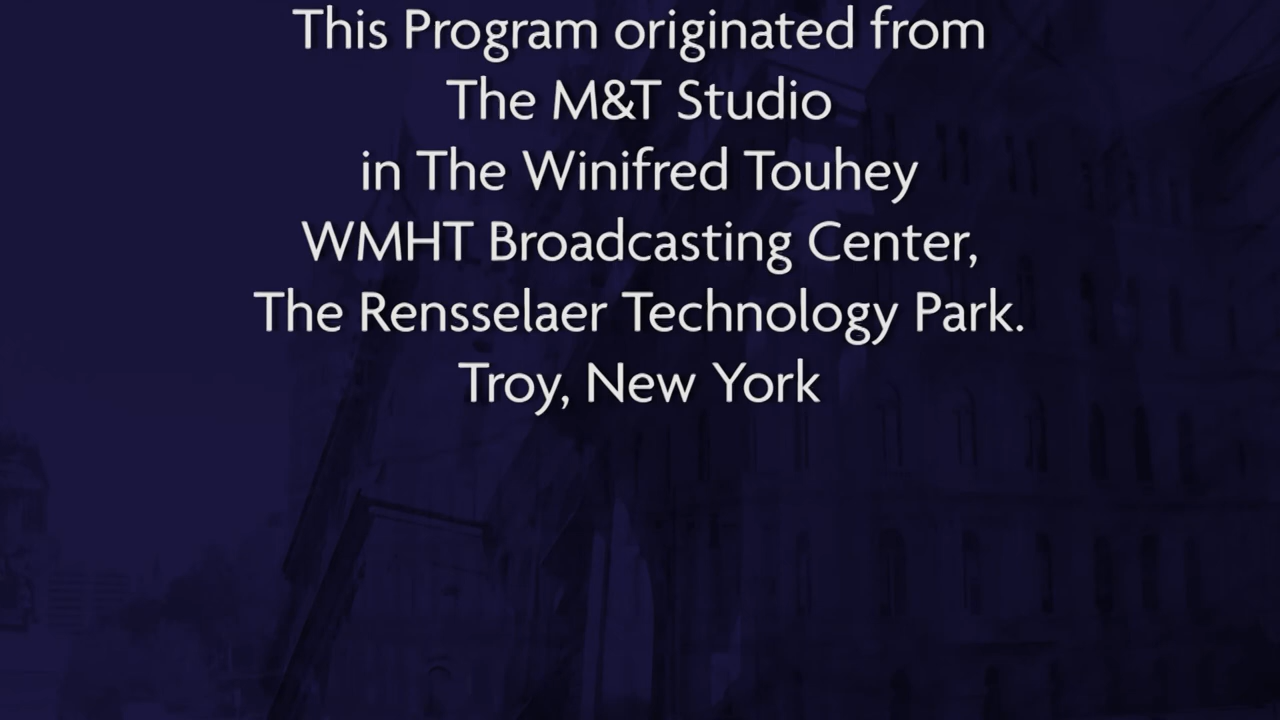 This Program originated from
The M&T Studio
in The Winifred Touhey
WMHT Broadcasting Center,
The Rensselaer Technology Park.
Troy, New York